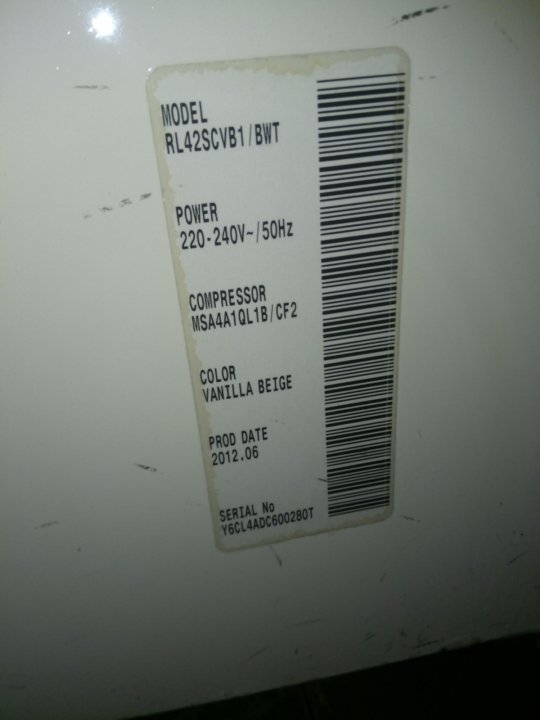 MODEL
RL42SCVB1/BWT
POWER
220-240V~/50Hz
COMPRESSOR
MSA4A1QL1B/CF2
COLOR
VANILLA BEIGE
PROD DATE
2012.06
SERIAL No
Y6CL4ADC600280T